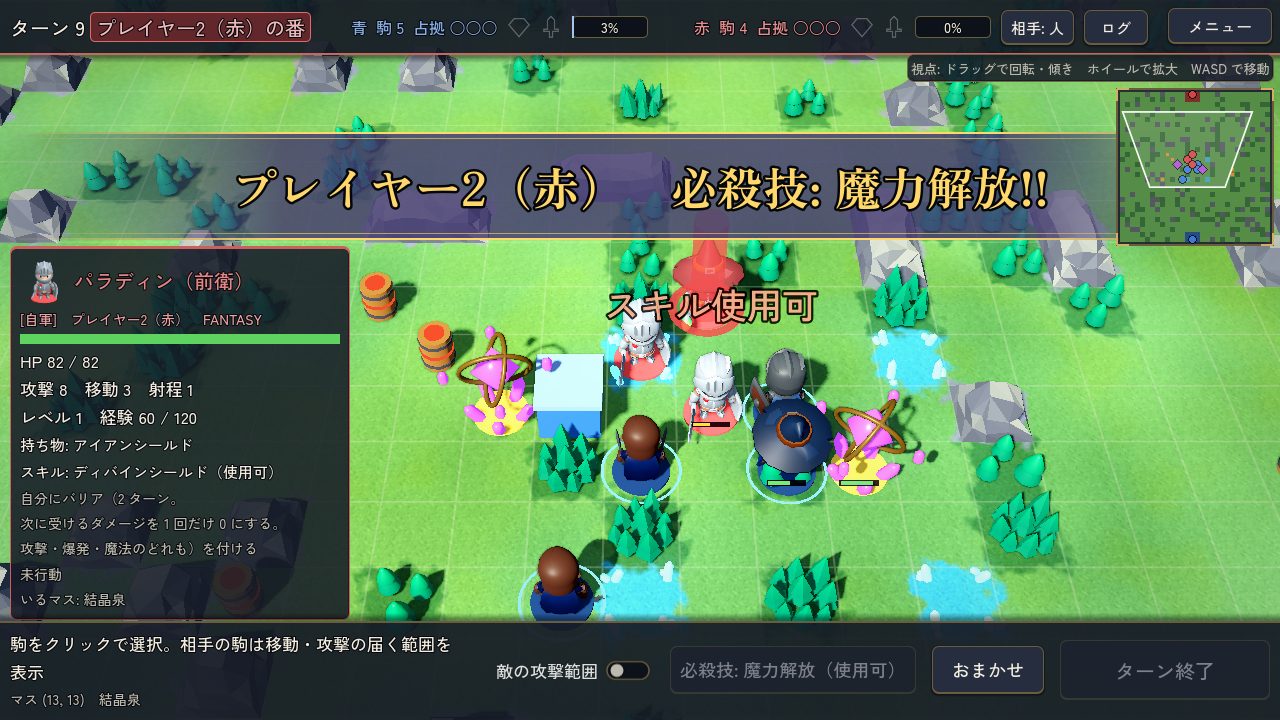 ターン 9 プレイヤー2（赤）の番 青 駒 5 占拠 〇〇〇 3% 赤 駒 4 占拠 〇〇〇 0% 相手: 人 ログ メニュー
視点: ドラッグで回転・傾き ホイールで拡大 WASD で移動
プレイヤー2（赤） 必殺技: 魔力解放!!
スキル使用可
パラディン（前衛）
[自軍] プレイヤー2（赤） FANTASY
HP 82 / 82
攻撃 8 移動 3 射程 1
レベル 1 経験 60 / 120
持ち物: アイアンシールド
スキル: ディバインシールド（使用可）
自分にバリア（2 ターン。
次に受けるダメージを 1 回だけ 0 にする。
攻撃・爆発・魔法のどれも）を付ける
未行動
いるマス: 結晶泉
駒をクリックで選択。相手の駒は移動・攻撃の届く範囲を
表示
マス (13, 13) 結晶泉
敵の攻撃範囲 必殺技: 魔力解放（使用可） おまかせ ターン終了